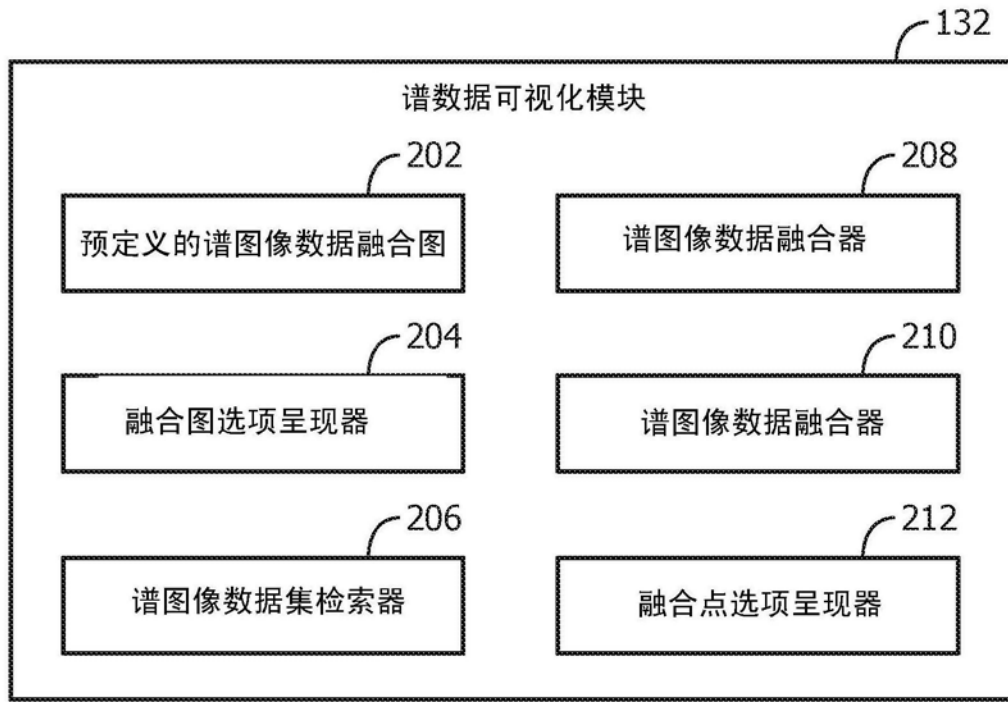 132
谱数据可视化模块
202
预定义的谱图像数据融合图
208
谱图像数据融合器
204
融合图选项呈现器
210
谱图像数据融合器
206
谱图像数据集检索器
212
融合点选项呈现器